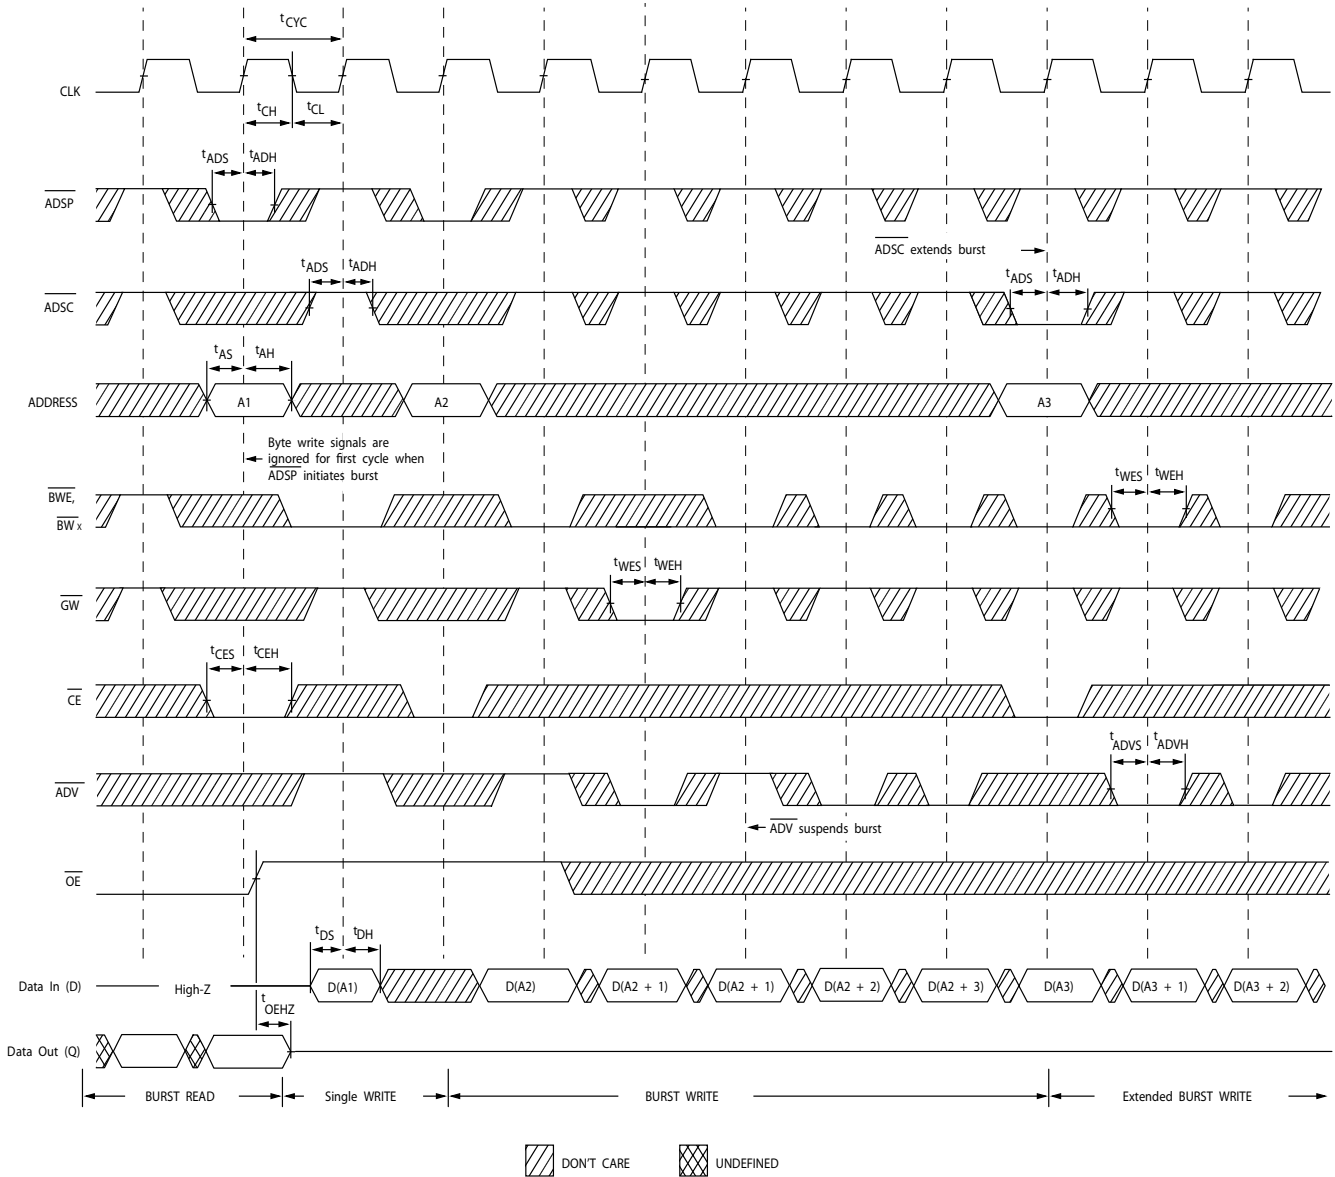 tCYC
CLK
tCH
tCL
tADS
tADH
ADSP
ADSC extends burst
tADS
tADH
tADS
tADH
ADSC
tAS
tAH
ADDRESS
A1
A2
A3
Byte write signals are
ignored for first cycle when
ADSP initiates burst
tWES
tWEH
BWE,
BW X
tWES
tWEH
GW
tCES
tCEH
CE
tADVS
tADVH
ADV
ADV suspends burst
OE
tDS
tDH
Data In (D)
High-Z
D(A1)
D(A2)
D(A2 + 1)
D(A2 + 1)
D(A2 + 2)
D(A2 + 3)
D(A3)
D(A3 + 1)
D(A3 + 2)
tOEHZ
Data Out (Q)
BURST READ
Single WRITE
BURST WRITE
Extended BURST WRITE
DON'T CARE
UNDEFINED